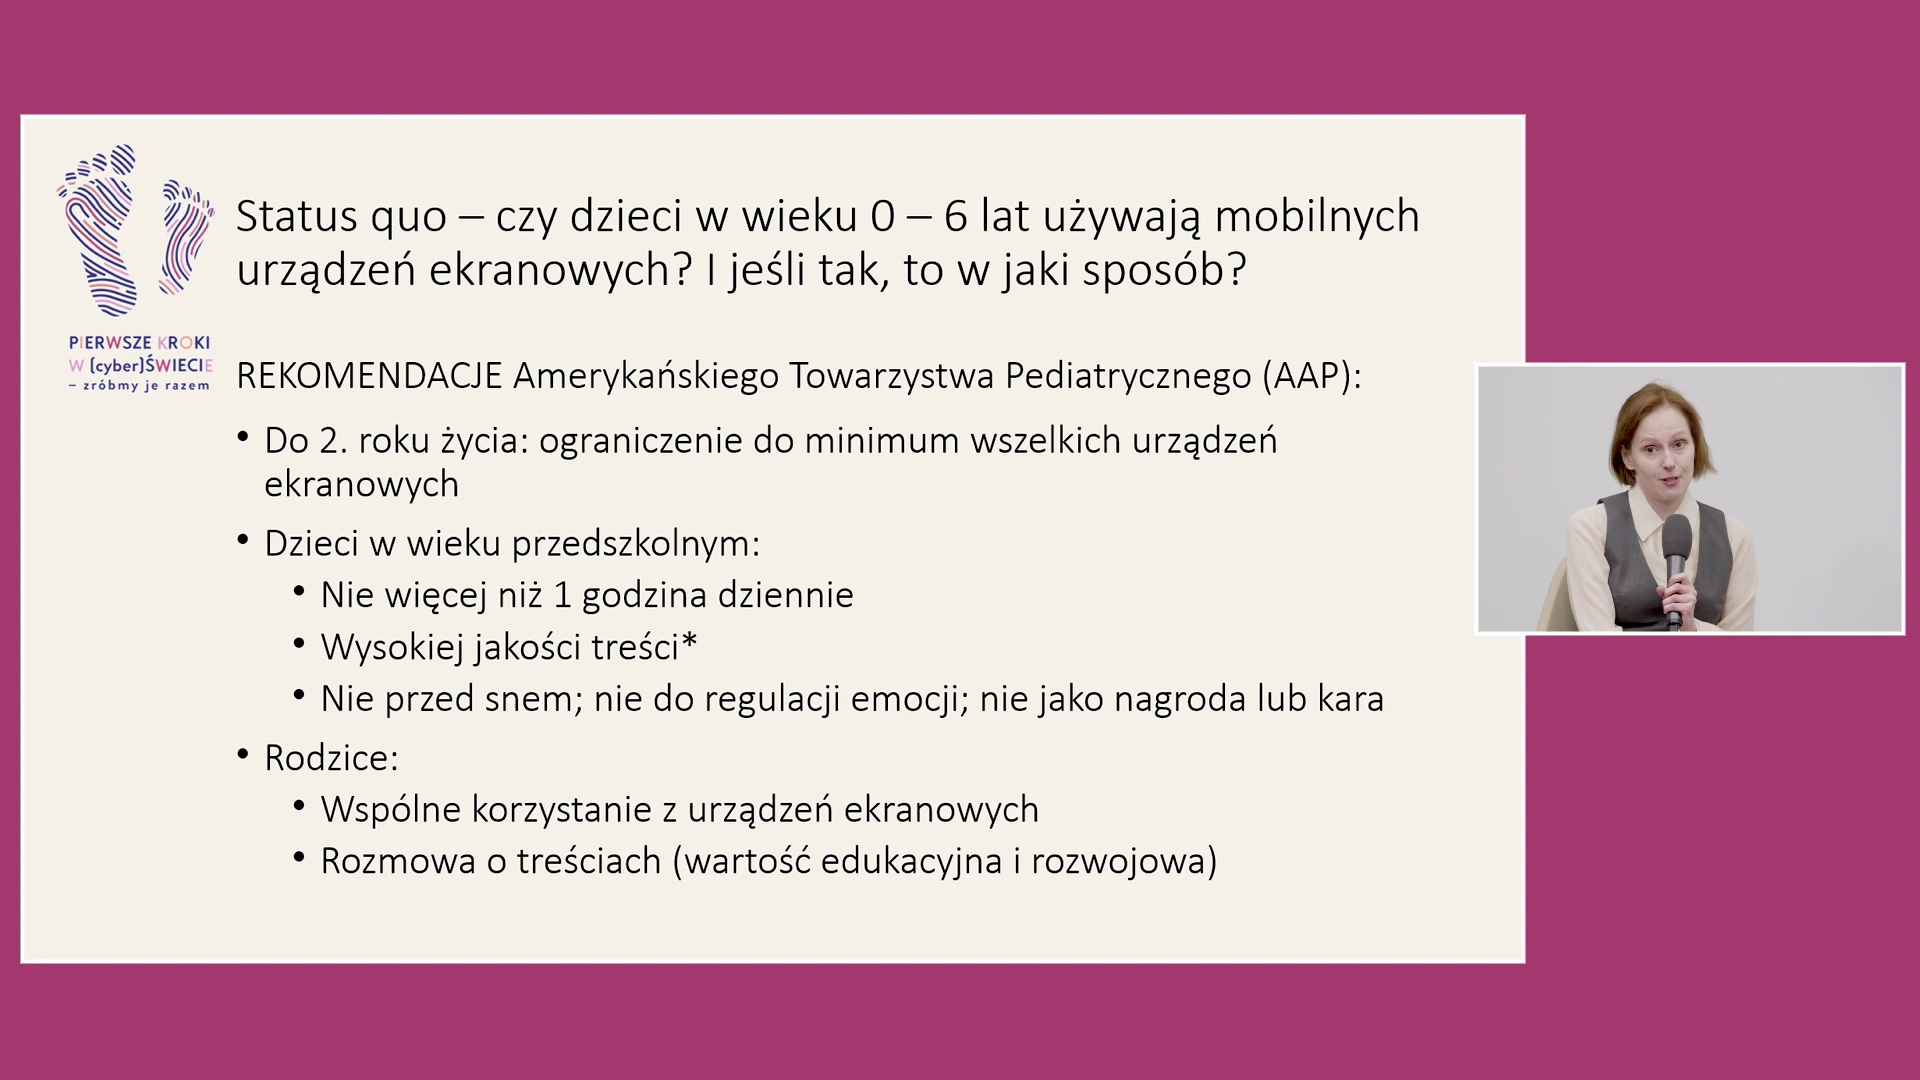 Status quo – czy dzieci w wieku 0 – 6 lat używają mobilnych
urządzeń ekranowych? I jeśli tak, to w jaki sposób?
PIERWSZE KROKI
W [cyber]ŚWIECIE
– zróbmy je razem
REKOMENDACJE Amerykańskiego Towarzystwa Pediatrycznego (AAP):
• Do 2. roku życia: ograniczenie do minimum wszelkich urządzeń
ekranowych
• Dzieci w wieku przedszkolnym:
• Nie więcej niż 1 godzina dziennie
• Wysokiej jakości treści*
• Nie przed snem; nie do regulacji emocji; nie jako nagroda lub kara
• Rodzice:
• Wspólne korzystanie z urządzeń ekranowych
• Rozmowa o treściach (wartość edukacyjna i rozwojowa)